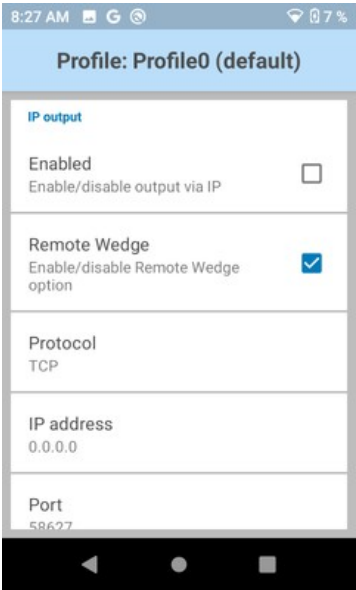 8:27 AM G 7 %
Profile: Profile0 (default)
IP output
Enabled
Enable/disable output via IP
Remote Wedge
Enable/disable Remote Wedge
option
Protocol
TCP
IP address
0.0.0.0
Port
58627